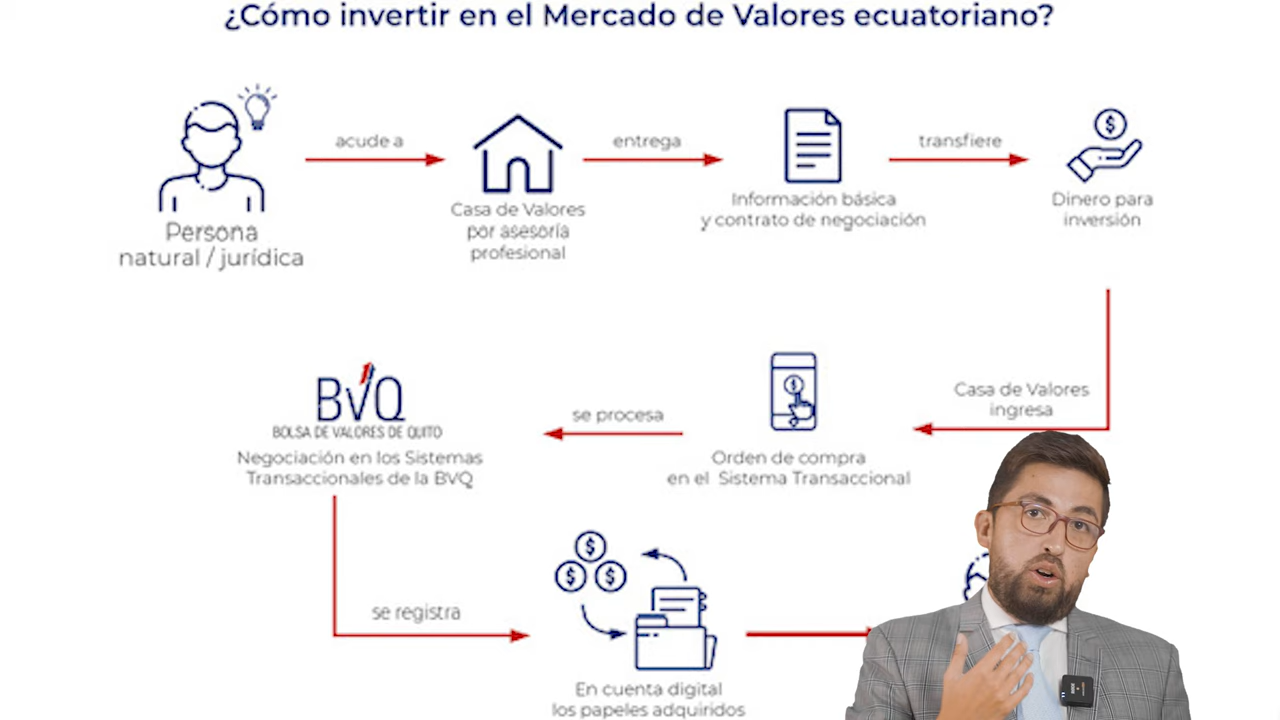 ¿Cómo invertir en el Mercado de Valores ecuatoriano?
Persona
natural / jurídica
acude a
Casa de Valores
por asesoría
profesional
entrega
Información básica
y contrato de negociación
transfiere
$
Dinero para
inversión
Casa de Valores
ingresa
$
Orden de compra
en el Sistema Transaccional
se procesa
BVQ
BOLSA DE VALORES DE QUITO
Negociación en los Sistemas
Transaccionales de la BVQ
se registra
$
$ $
En cuenta digital
los papeles adquiridos